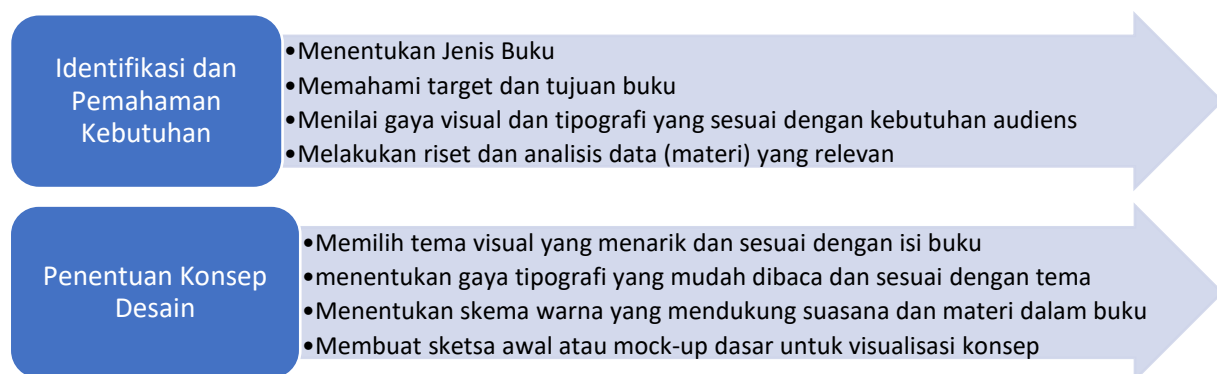 Identifikasi dan
Pemahaman
Kebutuhan
•Menentukan Jenis Buku
•Memahami target dan tujuan buku
•Menilai gaya visual dan tipografi yang sesuai dengan kebutuhan audiens
•Melakukan riset dan analisis data (materi) yang relevan
Penentuan Konsep
Desain
•Memilih tema visual yang menarik dan sesuai dengan isi buku
•menentukan gaya tipografi yang mudah dibaca dan sesuai dengan tema
•Menentukan skema warna yang mendukung suasana dan materi dalam buku
•Membuat sketsa awal atau mock-up dasar untuk visualisasi konsep